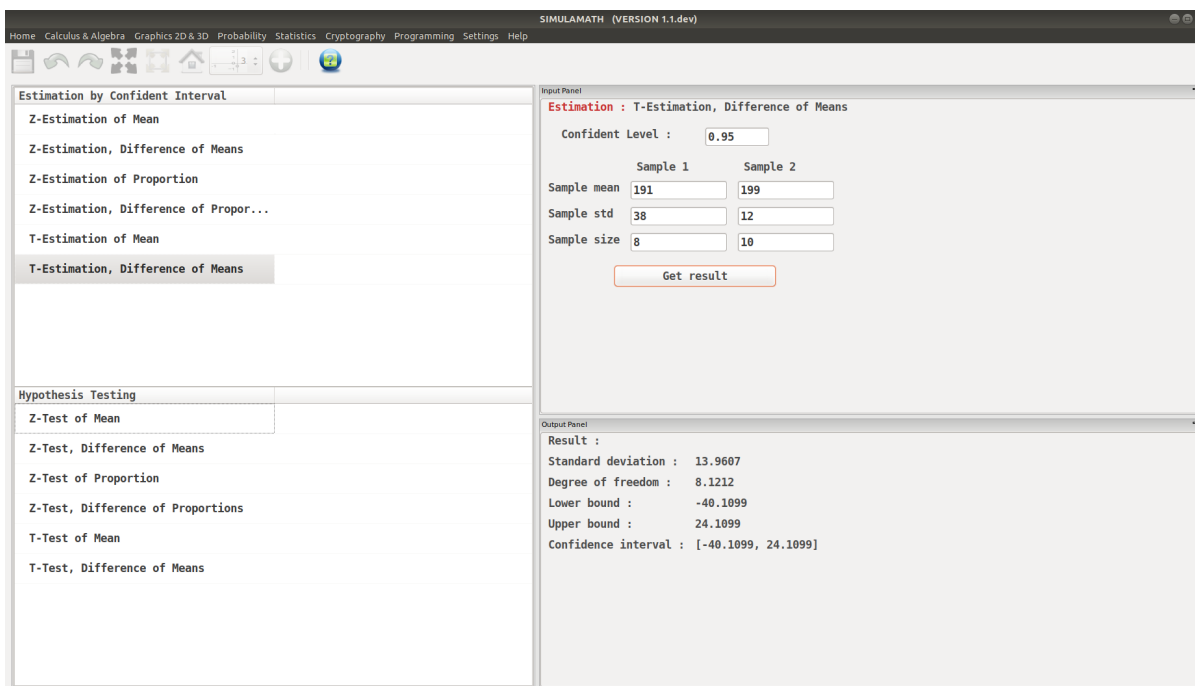 SIMULAMATH (VERSION 1.1.dev)
Home Calculus & Algebra Graphics 2D & 3D Probability Statistics Cryptography Programming Settings Help
3
Estimation by Confident Interval
Z-Estimation of Mean
Z-Estimation, Difference of Means
Z-Estimation of Proportion
Z-Estimation, Difference of Propor...
T-Estimation of Mean
T-Estimation, Difference of Means
Hypothesis Testing
Z-Test of Mean
Z-Test, Difference of Means
Z-Test of Proportion
Z-Test, Difference of Proportions
T-Test of Mean
T-Test, Difference of Means
Input Panel
Estimation : T-Estimation, Difference of Means
Confident Level : 0.95
Sample 1 Sample 2
Sample mean 191 199
Sample std 38 12
Sample size 8 10
Get result
Output Panel
Result :
Standard deviation : 13.9607
Degree of freedom : 8.1212
Lower bound : -40.1099
Upper bound : 24.1099
Confidence interval : [-40.1099, 24.1099]